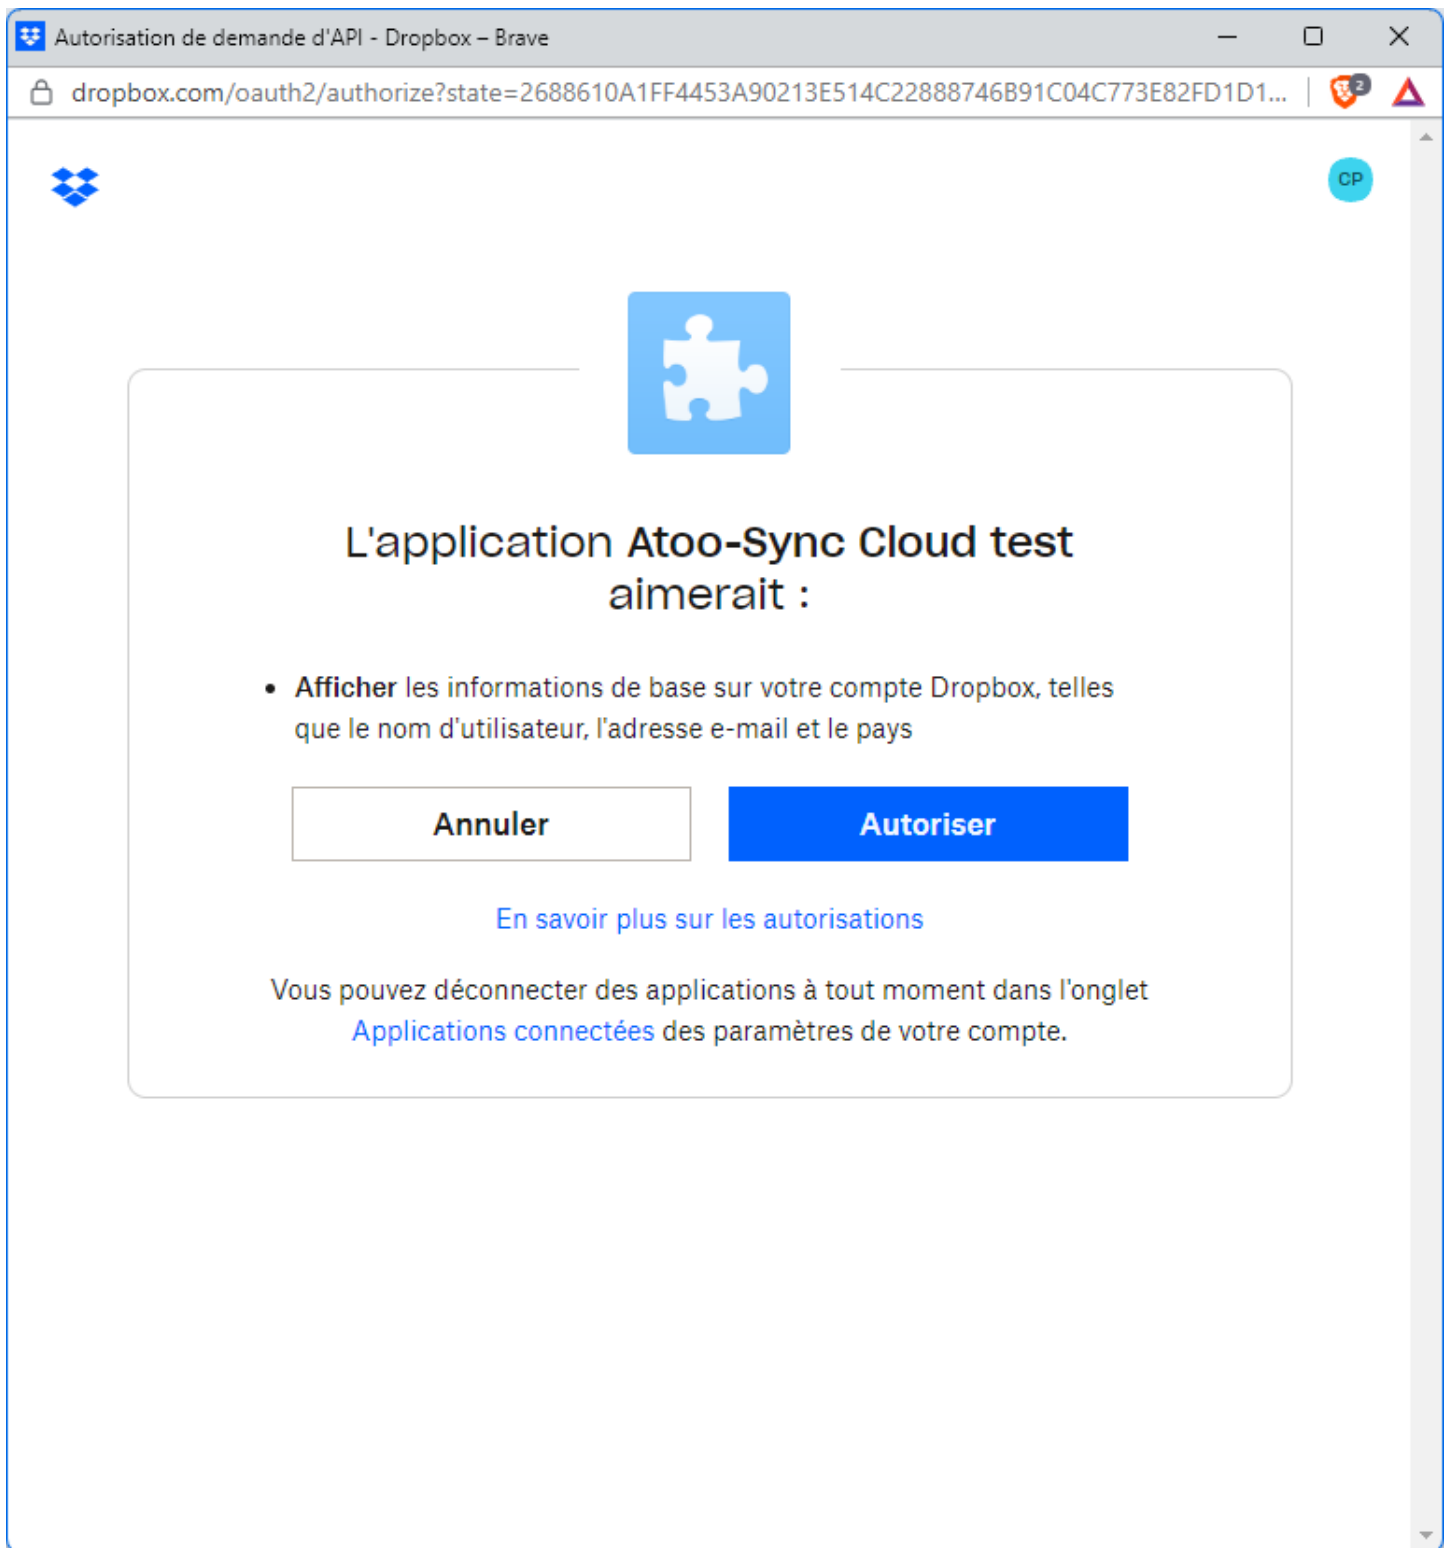 Autorisation de demande d'API - Dropbox – Brave
dropbox.com/oauth2/authorize?state=2688610A1FF4453A90213E514C22888746B91C04C773E82FD1D1...
2
CP
L'application Atoo-Sync Cloud test
aimerait :
• Afficher les informations de base sur votre compte Dropbox, telles
que le nom d'utilisateur, l'adresse e-mail et le pays
Annuler
Autoriser
En savoir plus sur les autorisations
Vous pouvez déconnecter des applications à tout moment dans l'onglet
Applications connectées des paramètres de votre compte.